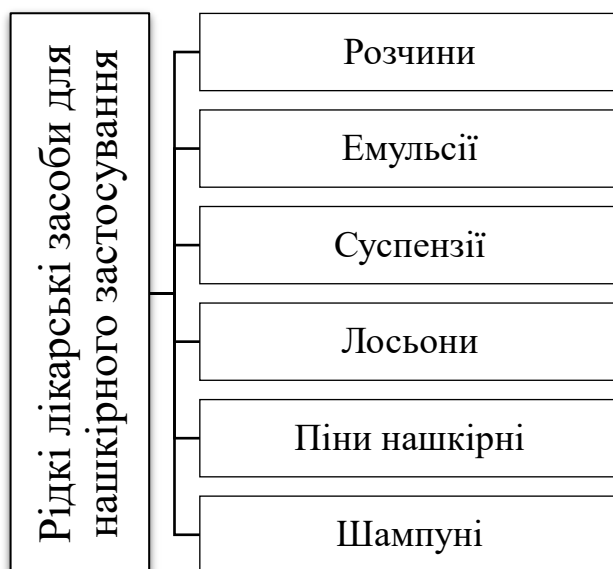 Рідкі лікарські засоби для
нашкірного застосування
Розчини
Емульсії
Суспензії
Лосьони
Піни нашкірні
Шампуні